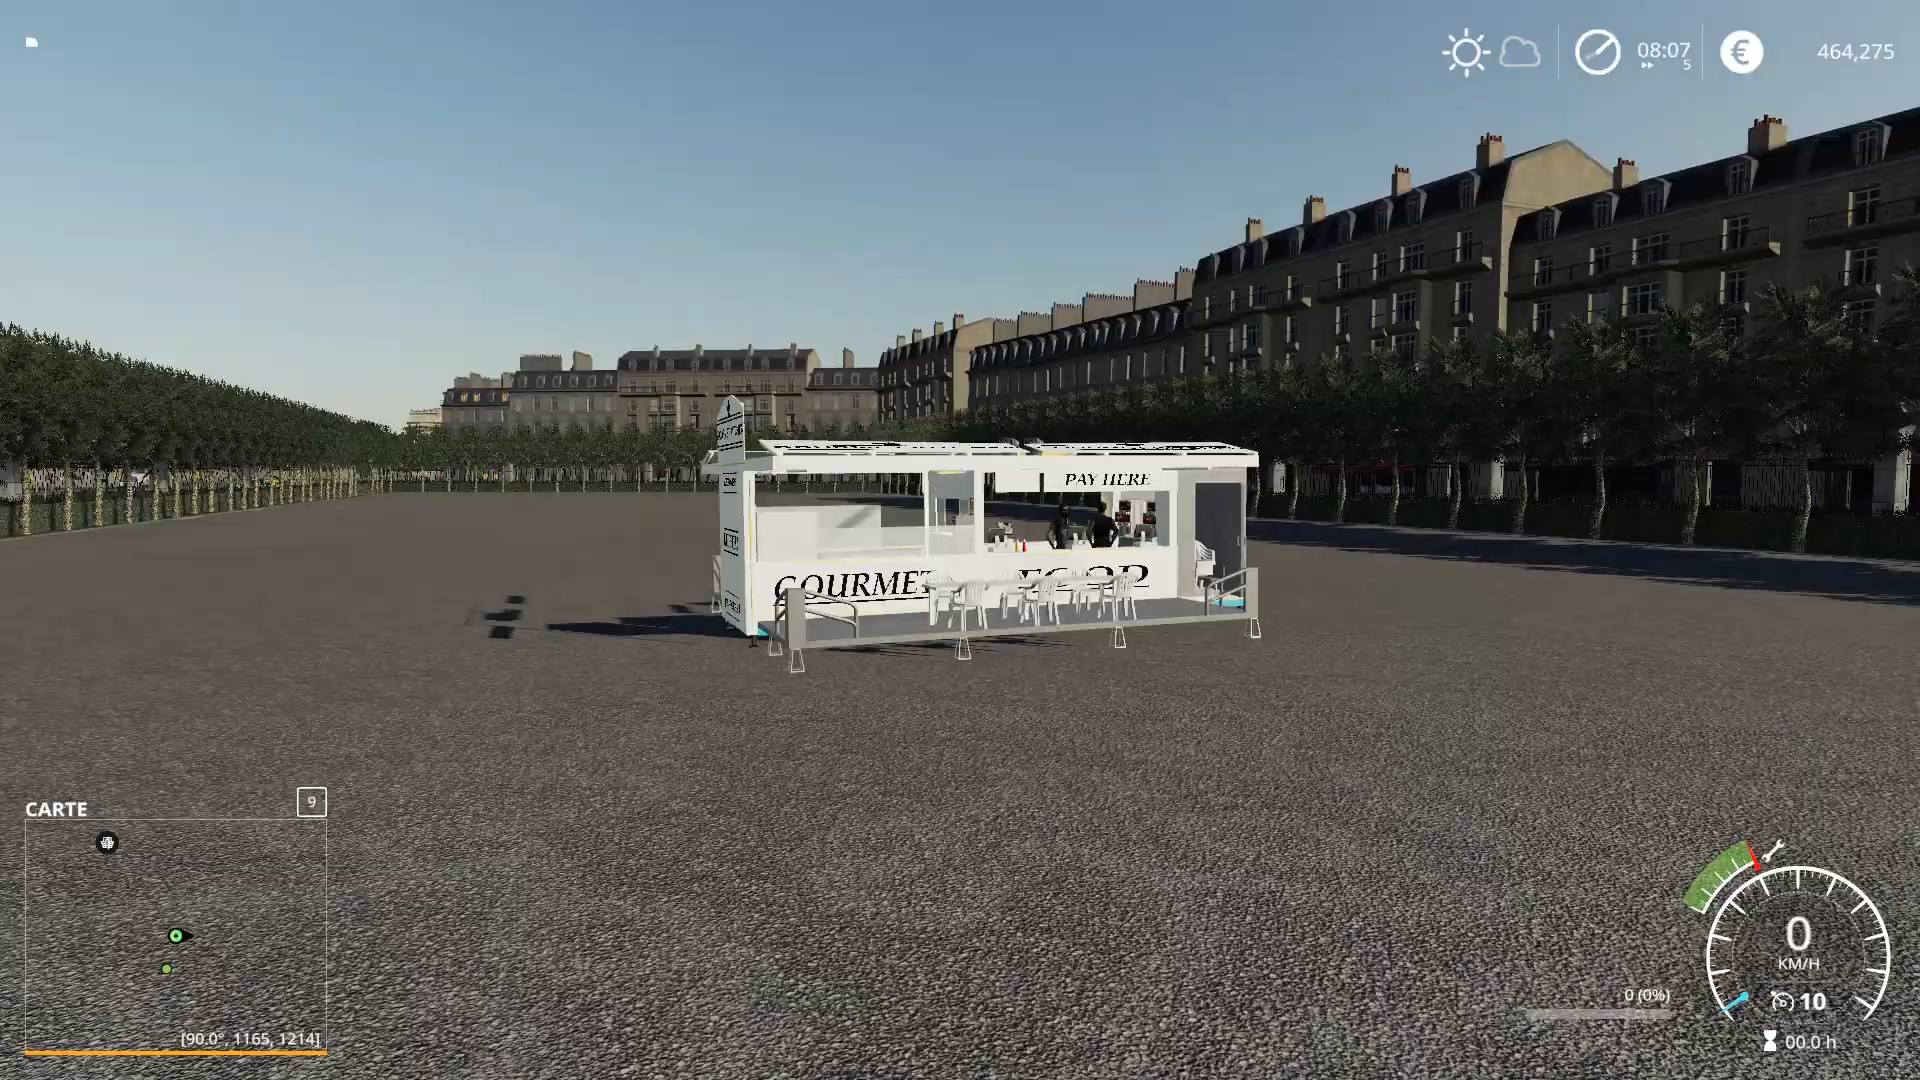 08:07
5
€
464,275
PAY HERE
GOURMET
CARTE
9
[90.0°, 1165, 1214]
0
KM/H
0 (0%)
10
00.0 h